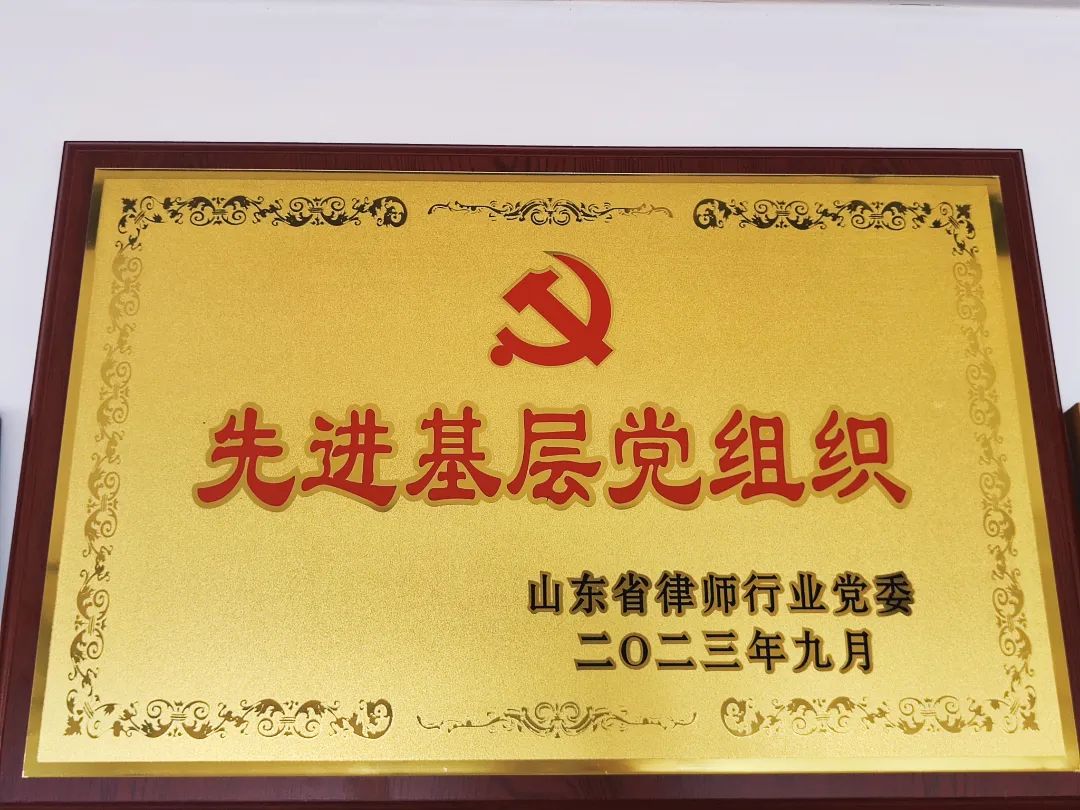 先进基层党组织
山东省律师行业党委
二〇二三年九月